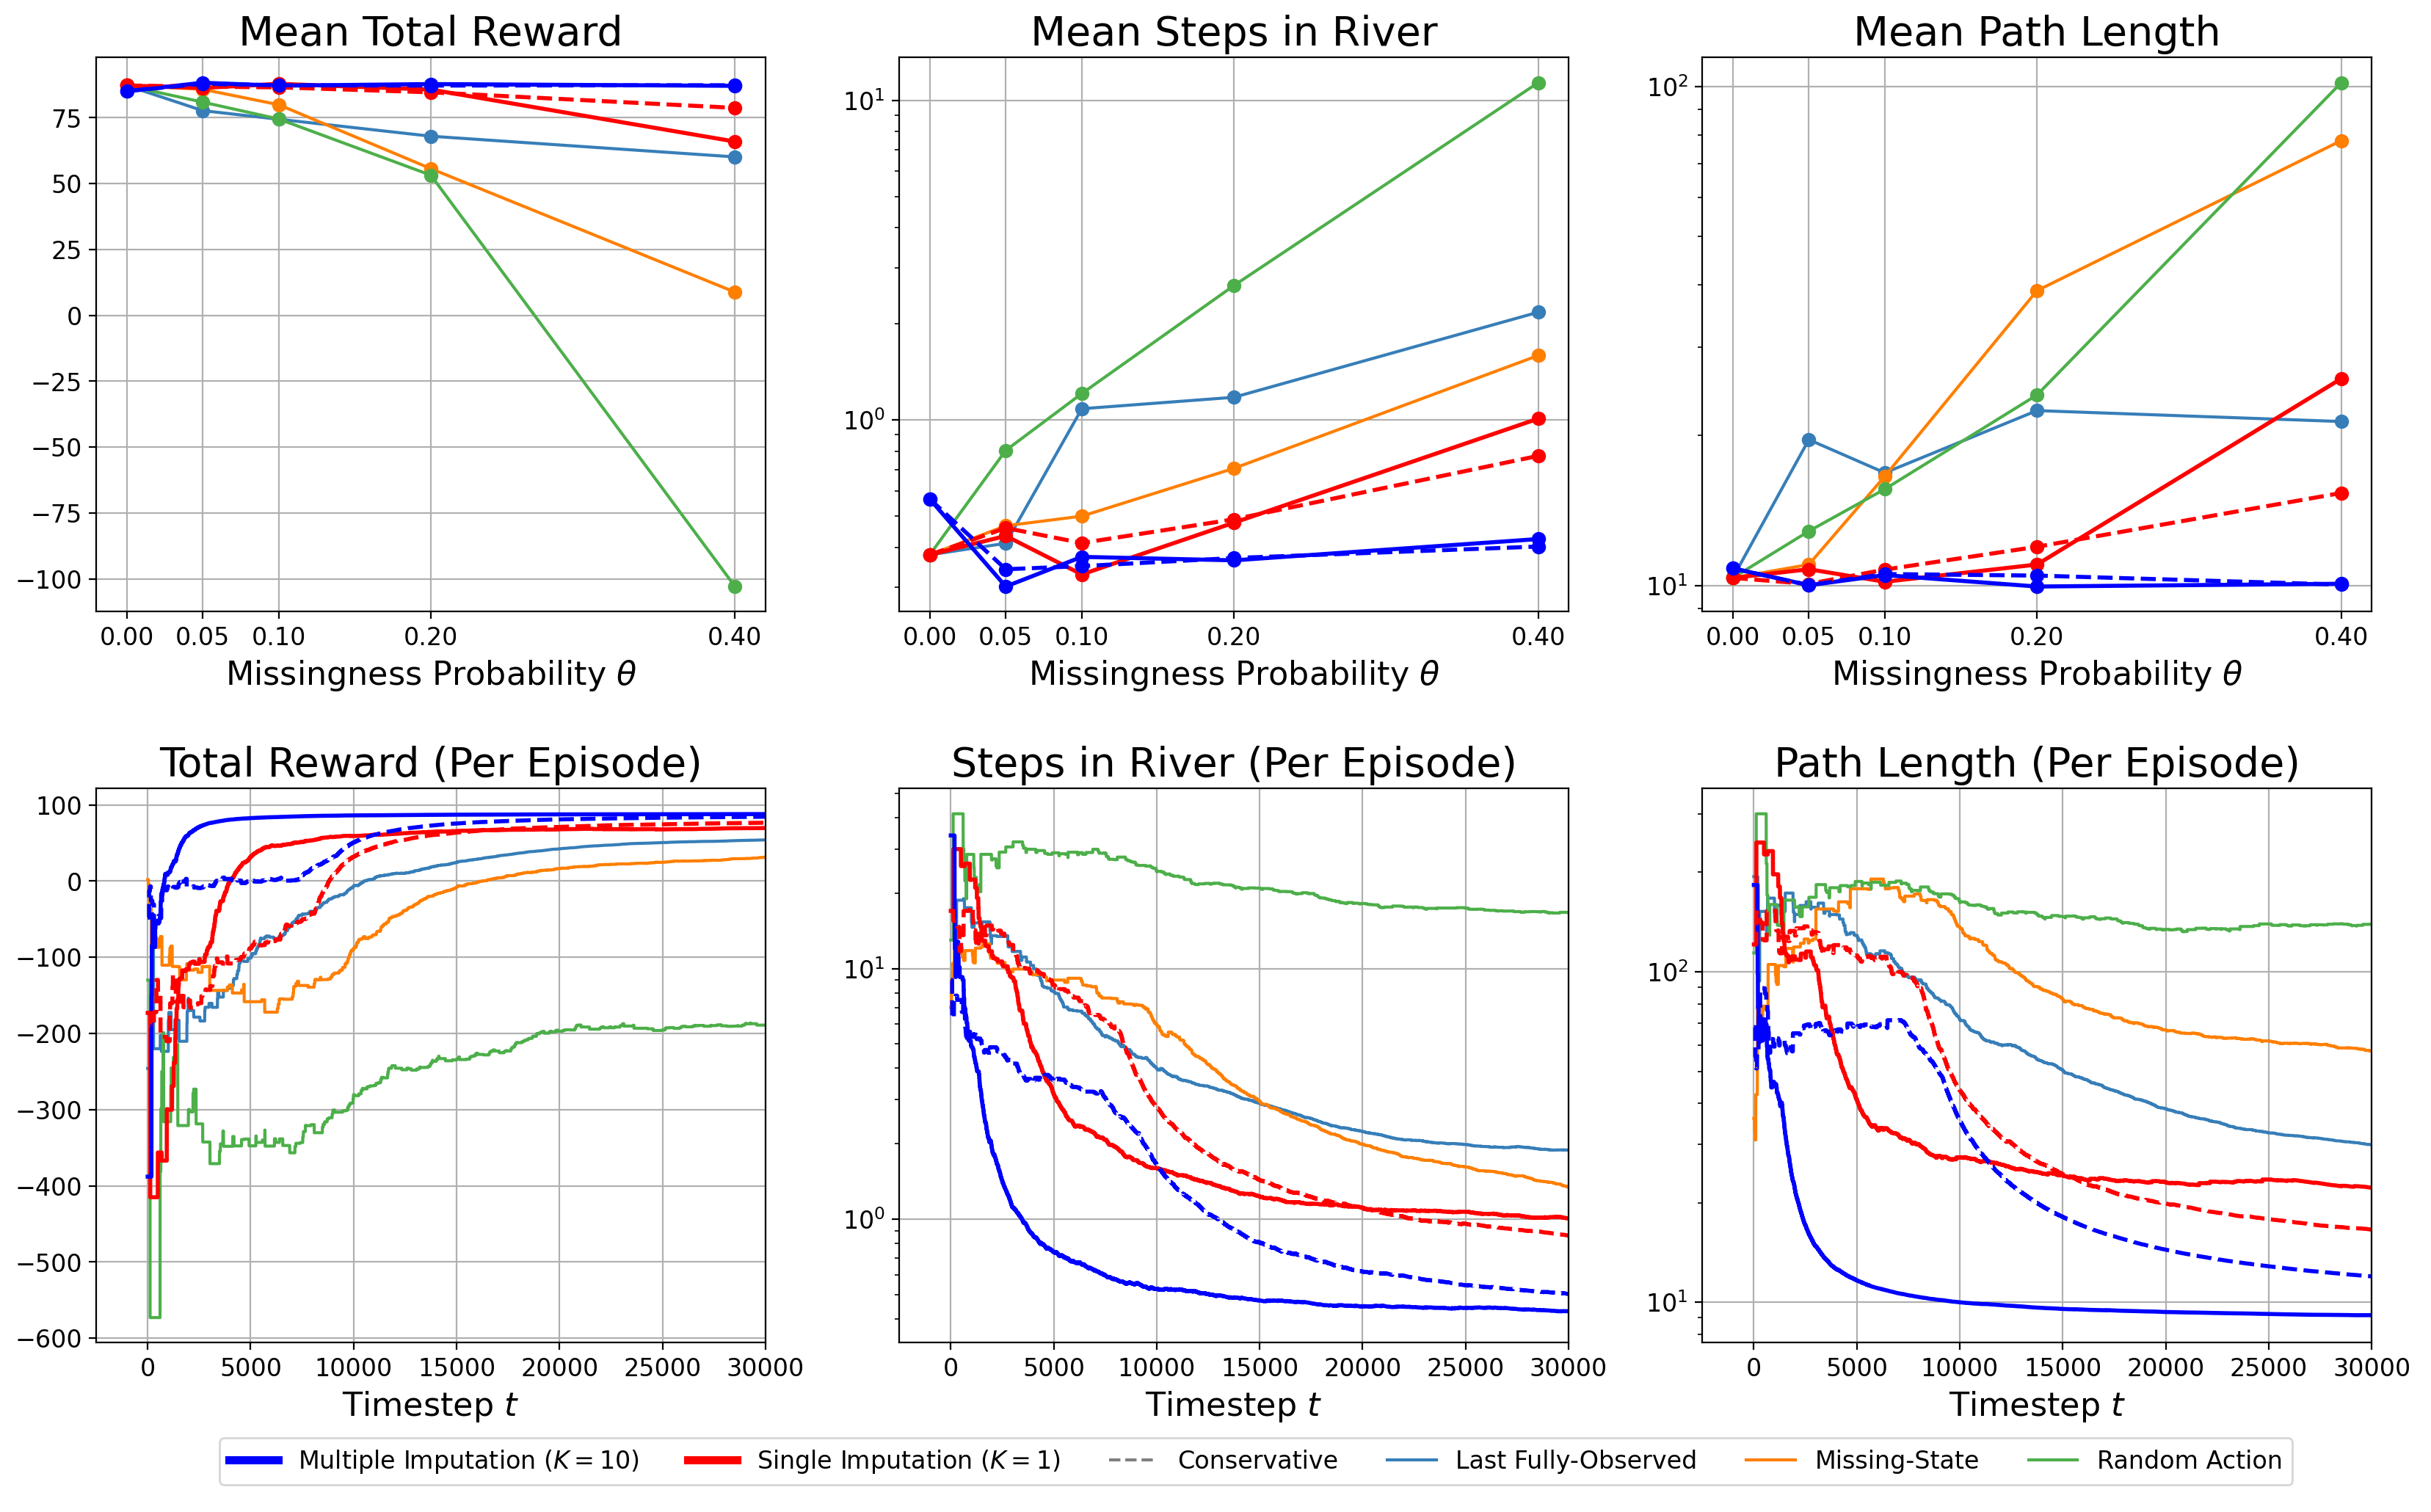 Mean Total Reward
75
50
25
0
−25
−50
−75
−100
0.00 0.05 0.10 0.20 0.40
Missingness Probability θ
Mean Steps in River
10¹
10⁰
0.00 0.05 0.10 0.20 0.40
Missingness Probability θ
Mean Path Length
10²
10¹
0.00 0.05 0.10 0.20 0.40
Missingness Probability θ
Total Reward (Per Episode)
100
0
−100
−200
−300
−400
−500
−600
0 5000 10000 15000 20000 25000 30000
Timestep t
Steps in River (Per Episode)
10¹
10⁰
0 5000 10000 15000 20000 25000 30000
Timestep t
Path Length (Per Episode)
10²
10¹
0 5000 10000 15000 20000 25000 30000
Timestep t
Multiple Imputation (K = 10) Single Imputation (K = 1) Conservative Last Fully-Observed Missing-State Random Action